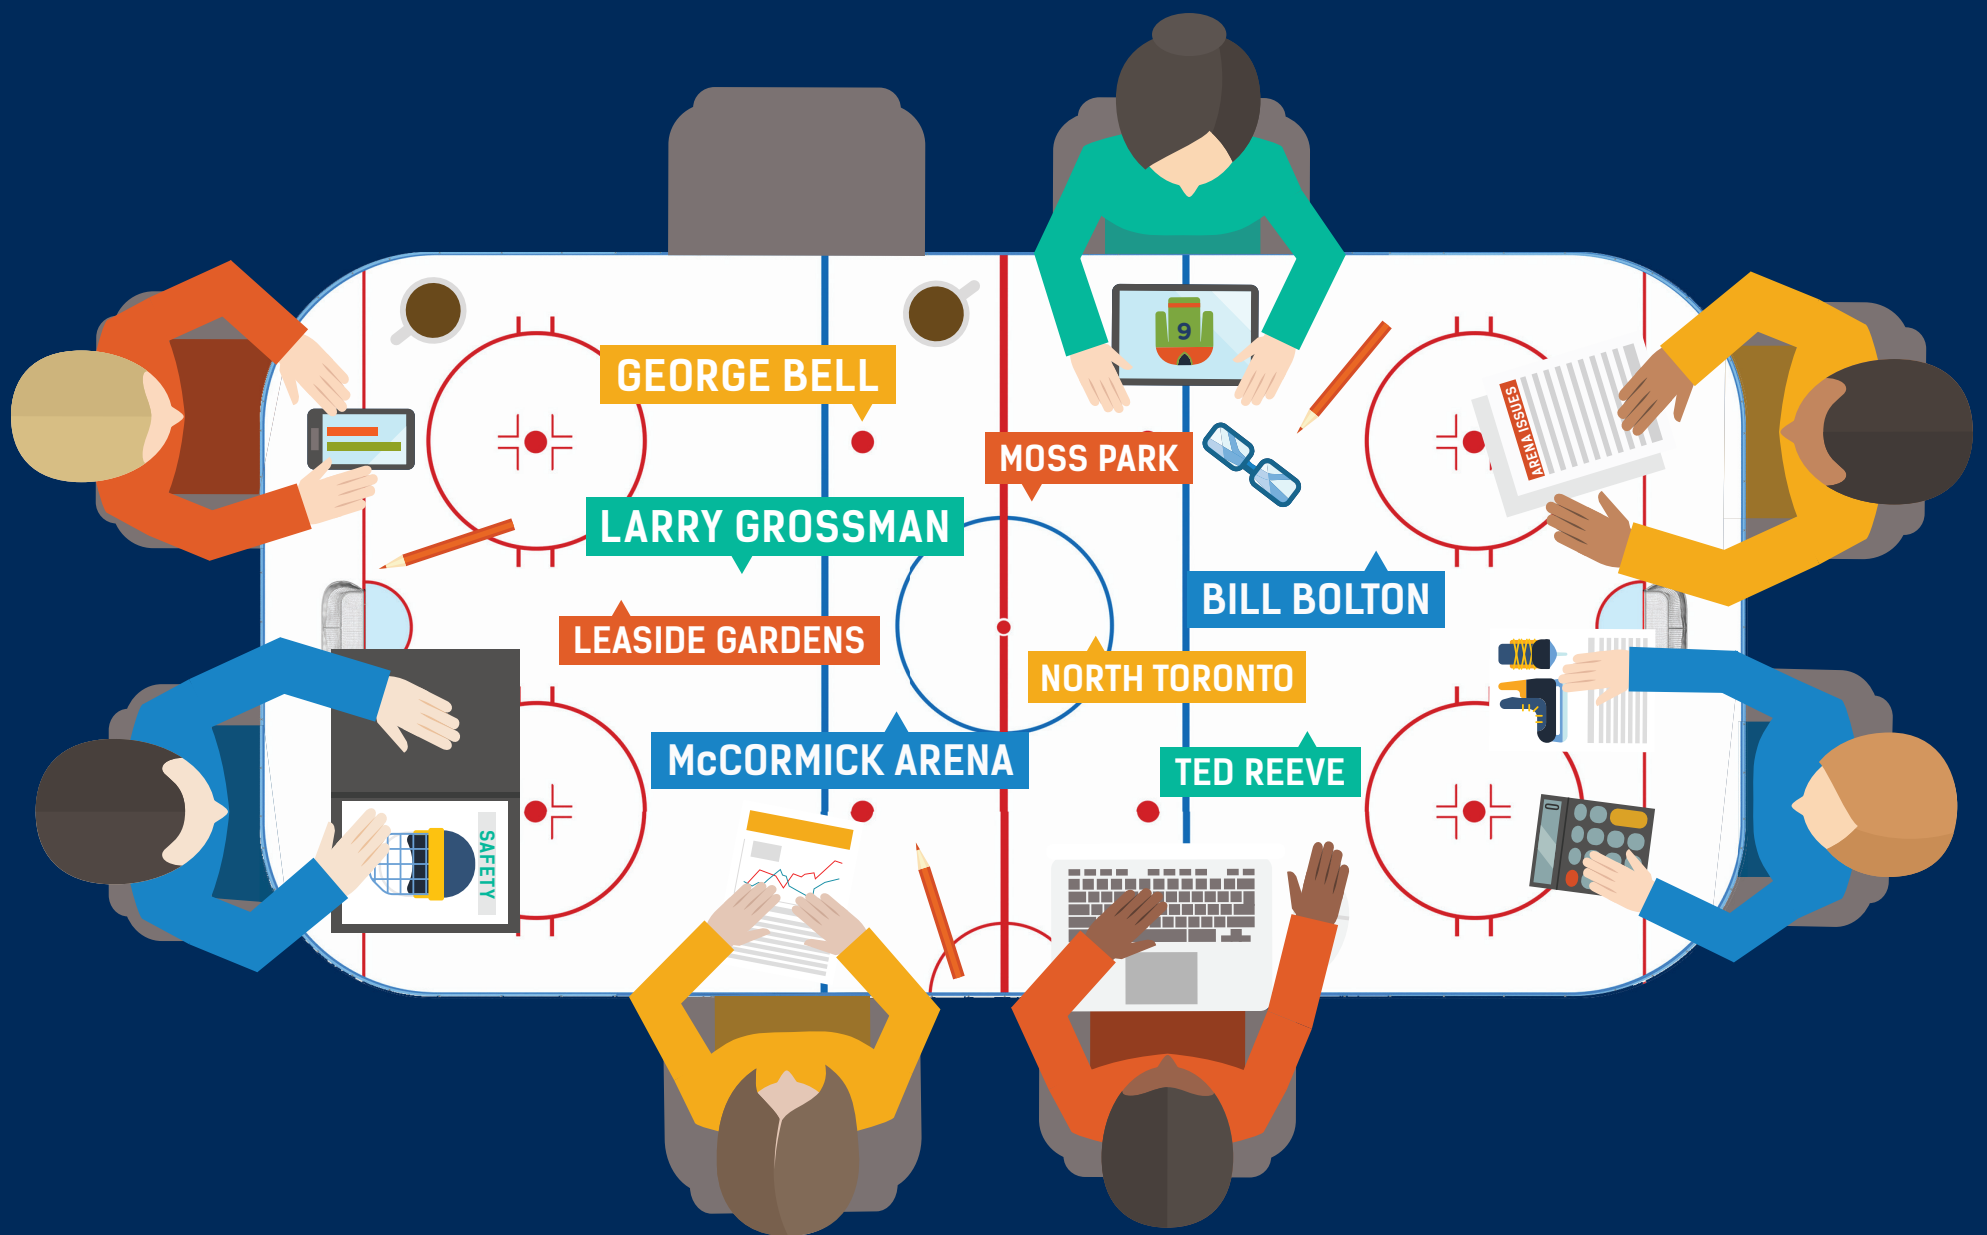 9
GEORGE BELL
ARENA ISSUES
MOSS PARK
LARRY GROSSMAN
BILL BOLTON
LEASIDE GARDENS
NORTH TORONTO
McCORMICK ARENA
TED REEVE
SAFETY